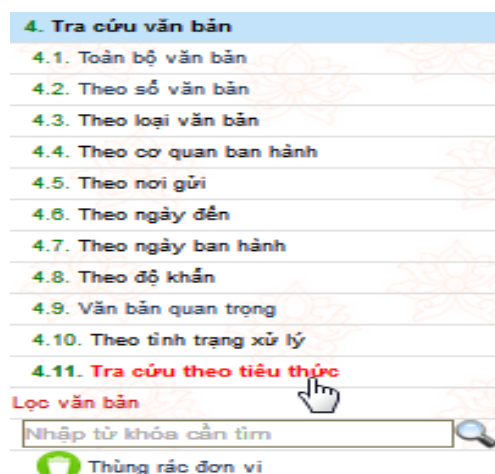 4. Tra cứu văn bản
4.1. Toàn bộ văn bản
4.2. Theo số văn bản
4.3. Theo loại văn bản
4.4. Theo cơ quan ban hành
4.5. Theo nơi gửi
4.6. Theo ngày đến
4.7. Theo ngày ban hành
4.8. Theo độ khẩn
4.9. Văn bản quan trọng
4.10. Theo tình trạng xử lý
4.11. Tra cứu theo tiêu thức
Lọc văn bản
Nhập từ khóa cần tìm
Thùng rác đơn vị